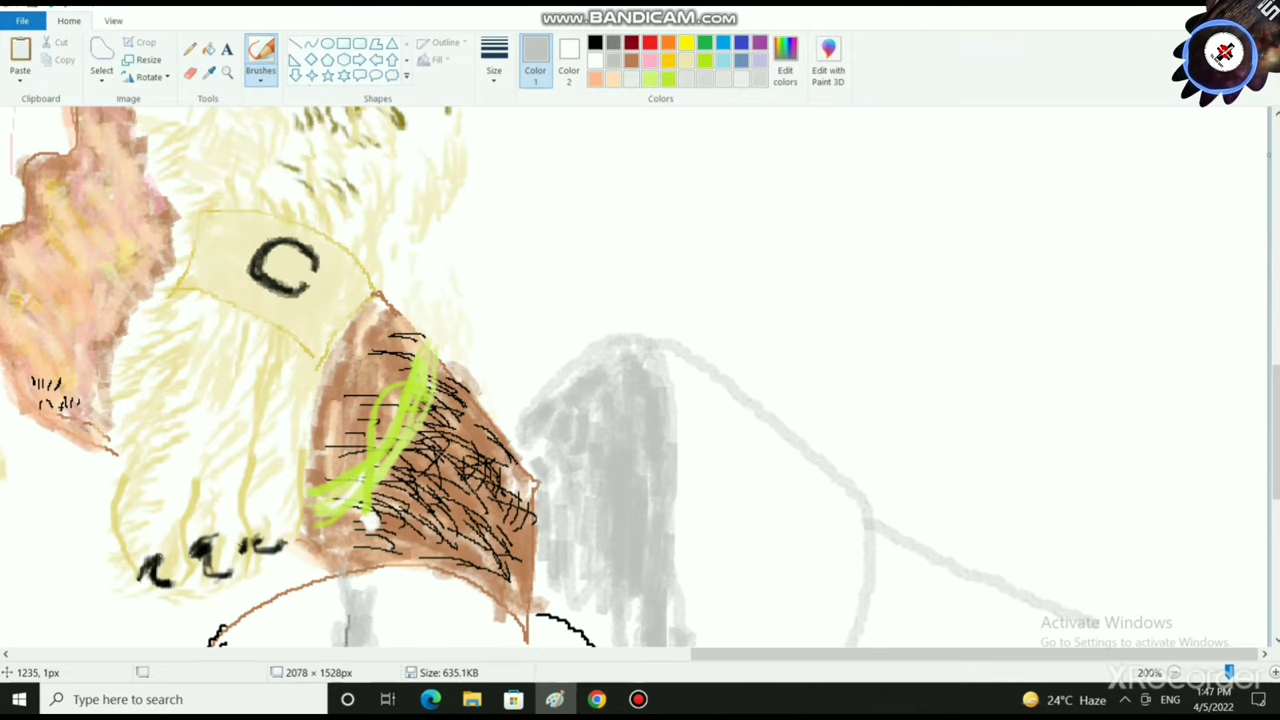 www.BANDICAM.com
File
Home
View
Paste
Cut
Copy
Clipboard
Select
Crop
Resize
Rotate
Image
A
Tools
Brushes
Shapes
Outline
Fill
Size
Color 1
Color 2
Colors
Edit colors
Edit with Paint 3D
C
Activate Windows
Go to Settings to activate Windows.
1235, 1px
2078 × 1528px
Size: 635.1KB
200%
XRecorder
Type here to search
24°C Haze
ENG
1:47 PM
4/5/2022